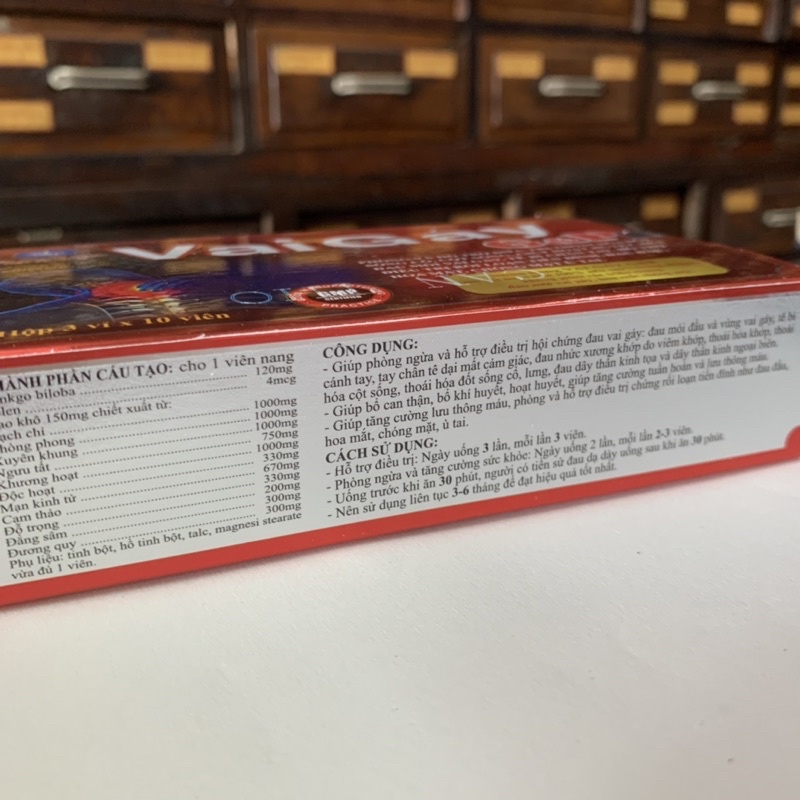 VaiGáy
GMP
3 vỉ x 10 viên
THÀNH PHẦN CẤU TẠO: cho 1 viên nang
nkgo biloba 120mg
len 4mcg
ao khô 150mg chiết xuất từ:
ạch chỉ 1000mg
hòng phong 1000mg
Xuyên khung 1000mg
Ngưu tất 750mg
Khương hoạt 1000mg
Độc hoạt 330mg
Mạn kinh tử 670mg
Cam thảo 330mg
Đỗ trọng 200mg
Đảng sâm 300mg
Đương quy 300mg
Phụ liệu: tinh bột, hồ tinh bột, talc, magnesi stearate
vừa đủ 1 viên.
CÔNG DỤNG:
- Giúp phòng ngừa và hỗ trợ điều trị hội chứng đau vai gáy: đau mỏi đầu và vùng vai gáy, tê bì
cánh tay, tay chân tê dại mất cảm giác, đau nhức xương khớp do viêm khớp, thoái hóa khớp, thoái
hóa cột sống, thoái hóa đốt sống cổ, lưng, đau dây thần kinh tọa và dây thần kinh ngoại biên.
- Giúp bổ can thận, bổ khí huyết, hoạt huyết, giúp tăng cường tuần hoàn và lưu thông máu.
- Giúp tăng cường lưu thông máu, phòng và hỗ trợ điều trị chứng rối loạn tiền đình như đau đầu,
hoa mắt, chóng mặt, ù tai.
CÁCH SỬ DỤNG:
- Hỗ trợ điều trị: Ngày uống 3 lần, mỗi lần 3 viên.
- Phòng ngừa và tăng cường sức khỏe: Ngày uống 2 lần, mỗi lần 2-3 viên.
- Uống trước khi ăn 30 phút, người có tiền sử đau dạ dày uống sau khi ăn 30 phút.
- Nên sử dụng liên tục 3-6 tháng để đạt hiệu quả tốt nhất.